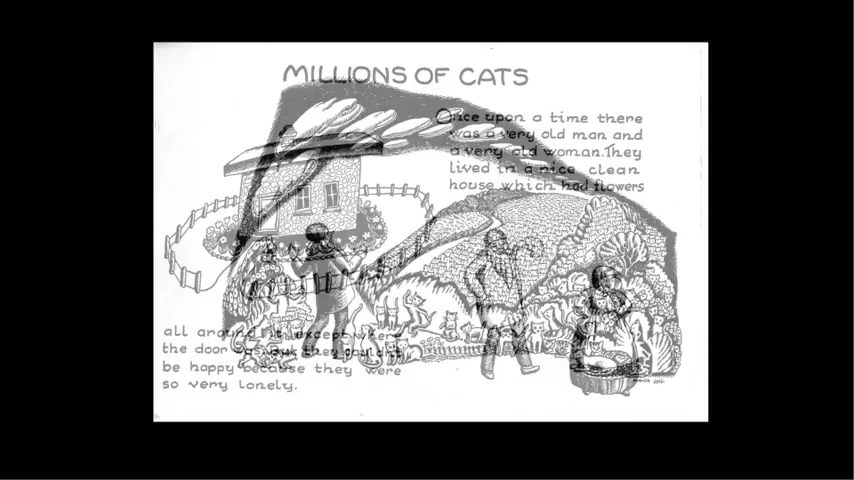 MILLIONS OF CATS
Once upon a time there
was a very old man and
a very old woman. They
lived in a nice clean
house which had flowers
all around it, except where
the door was. But they couldn't
be happy because they were
so very lonely.